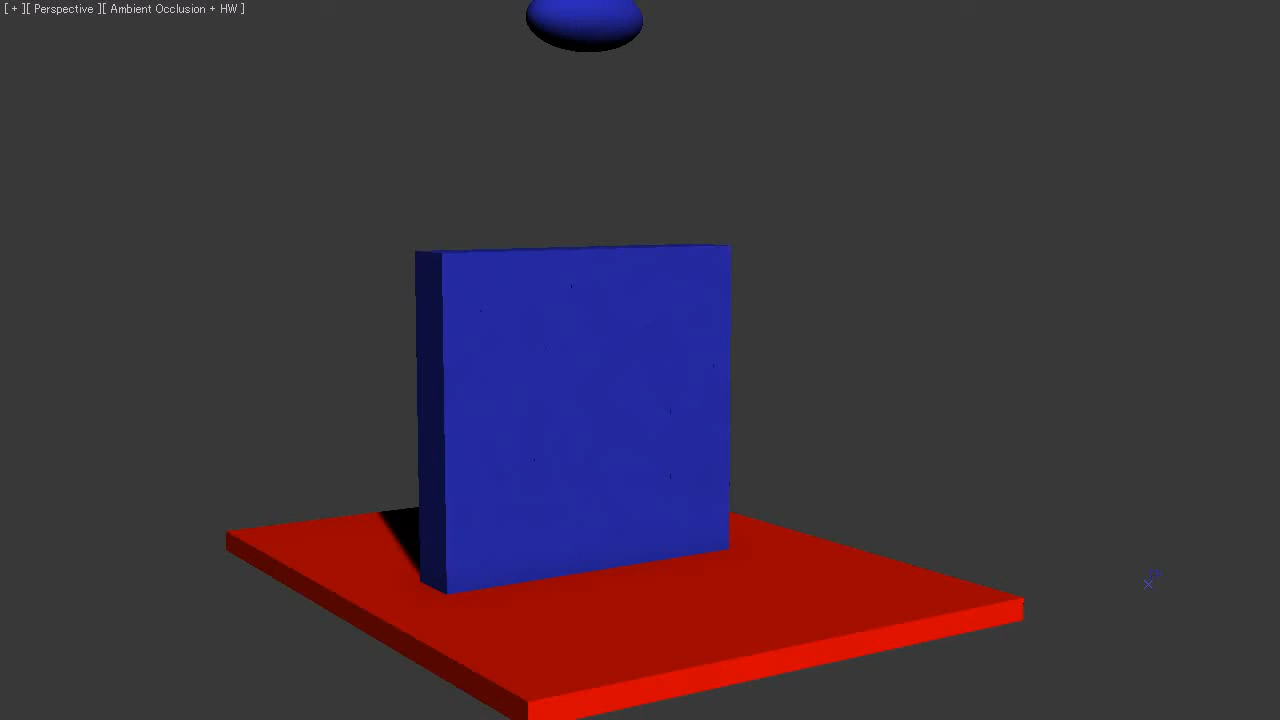 [ + ][ Perspective ][ Ambient Occlusion + HW ]